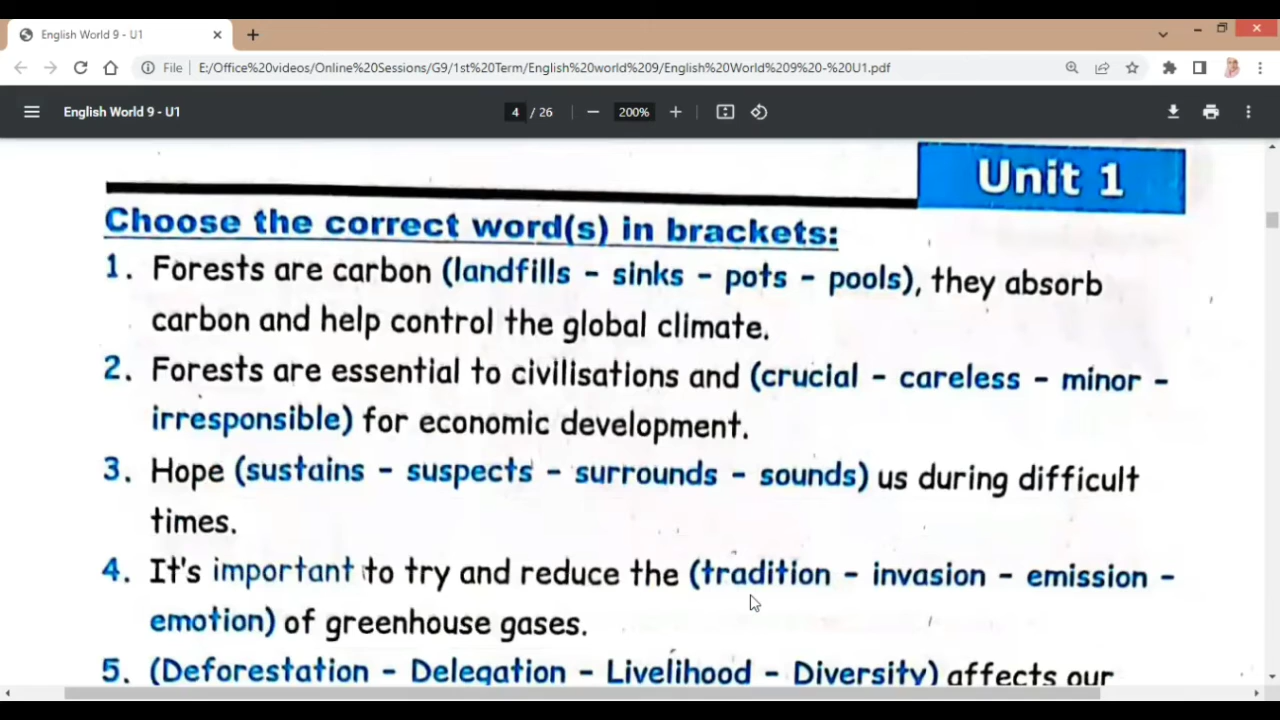 English World 9 - U1
File | E:/Office%20videos/Online%20Sessions/G9/1st%20Term/English%20world%209/English%20World%209%20-%20U1.pdf
English World 9 - U1
4 / 26
200%
Unit 1
Choose the correct word(s) in brackets:
1. Forests are carbon (landfills - sinks - pots - pools), they absorb
carbon and help control the global climate.
2. Forests are essential to civilisations and (crucial - careless - minor -
irresponsible) for economic development.
3. Hope (sustains - suspects - surrounds - sounds) us during difficult
times.
4. It's important to try and reduce the (tradition - invasion - emission -
emotion) of greenhouse gases.
5. (Deforestation - Delegation - Livelihood - Diversity) affects our